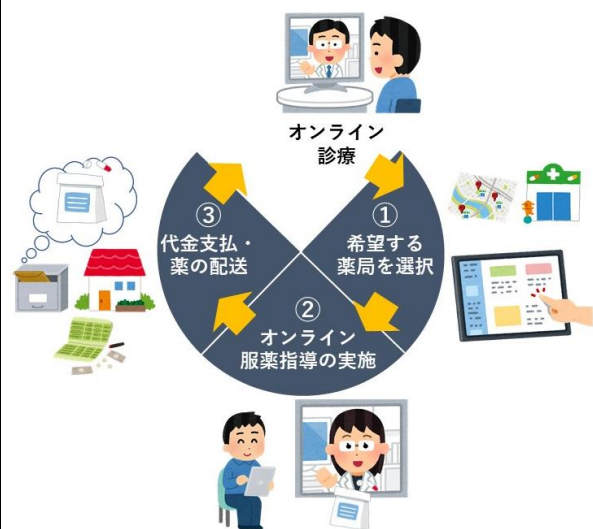 オンライン
診療
①
希望する
薬局を選択
②
オンライン
服薬指導の実施
③
代金支払・
薬の配送